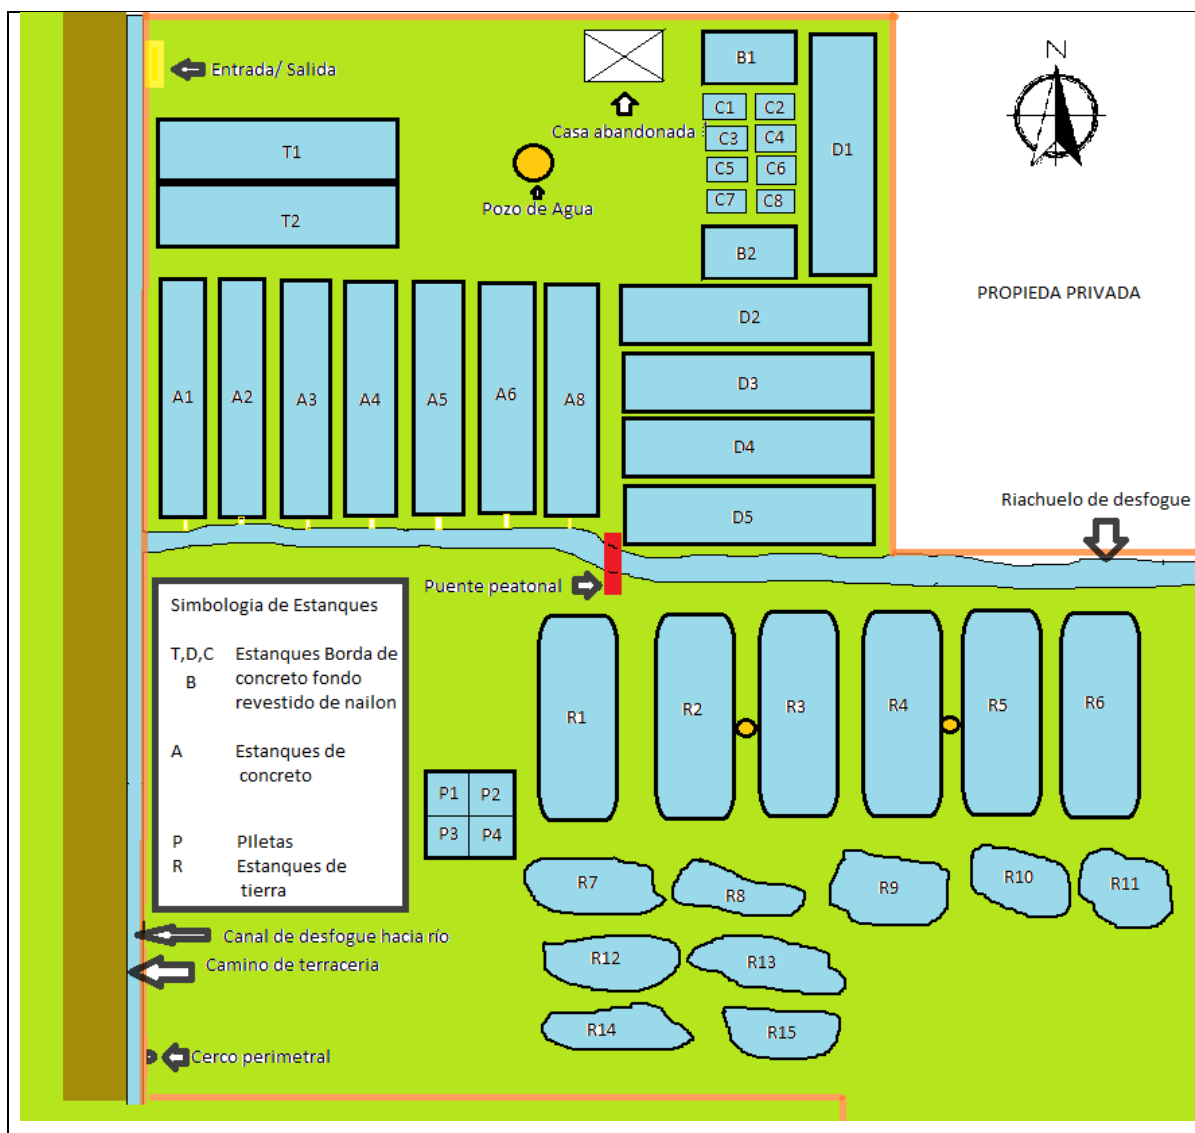 N
Entrada/ Salida
Casa abandonada
Pozo de Agua
B1
C1 C2
C3 C4
C5 C6
C7 C8
B2
D1
T1
T2
PROPIEDA PRIVADA
A1 A2 A3 A4 A5 A6 A8
D2
D3
D4
D5
Riachuelo de desfogue
Puente peatonal
Simbologia de Estanques
T,D,C Estanques Borda de
B concreto fondo
revestido de nailon
A Estanques de
concreto
P PIletas
R Estanques de
tierra
R1 R2 R3 R4 R5 R6
P1 P2
P3 P4
R7 R8 R9 R10 R11
R12 R13
R14 R15
Canal de desfogue hacia río
Camino de terraceria
Cerco perimetral